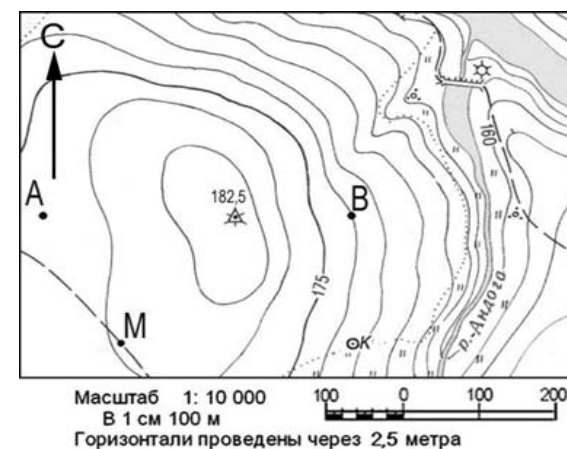 С
А
182,5
В
160
175
М
К
р. Андога
Масштаб 1: 10 000
В 1 см 100 м
100 0 100 200
Горизонтали проведены через 2,5 метра